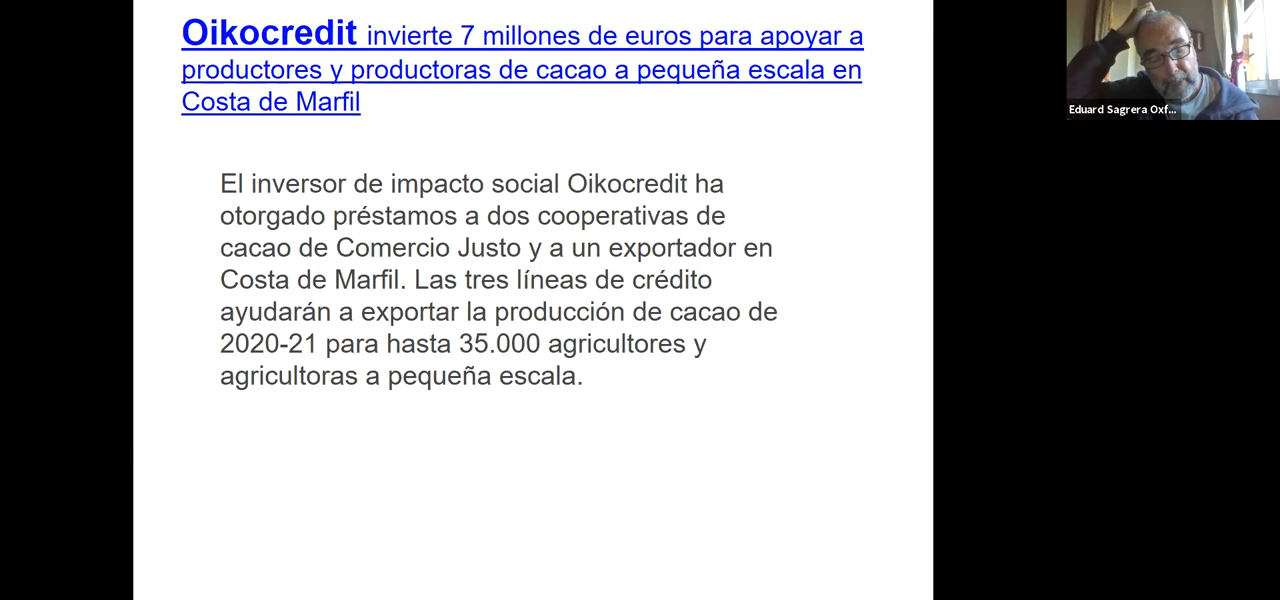 Oikocredit invierte 7 millones de euros para apoyar a
productores y productoras de cacao a pequeña escala en
Costa de Marfil
El inversor de impacto social Oikocredit ha
otorgado préstamos a dos cooperativas de
cacao de Comercio Justo y a un exportador en
Costa de Marfil. Las tres líneas de crédito
ayudarán a exportar la producción de cacao de
2020-21 para hasta 35.000 agricultores y
agricultoras a pequeña escala.
Eduard Sagrera Oxf...